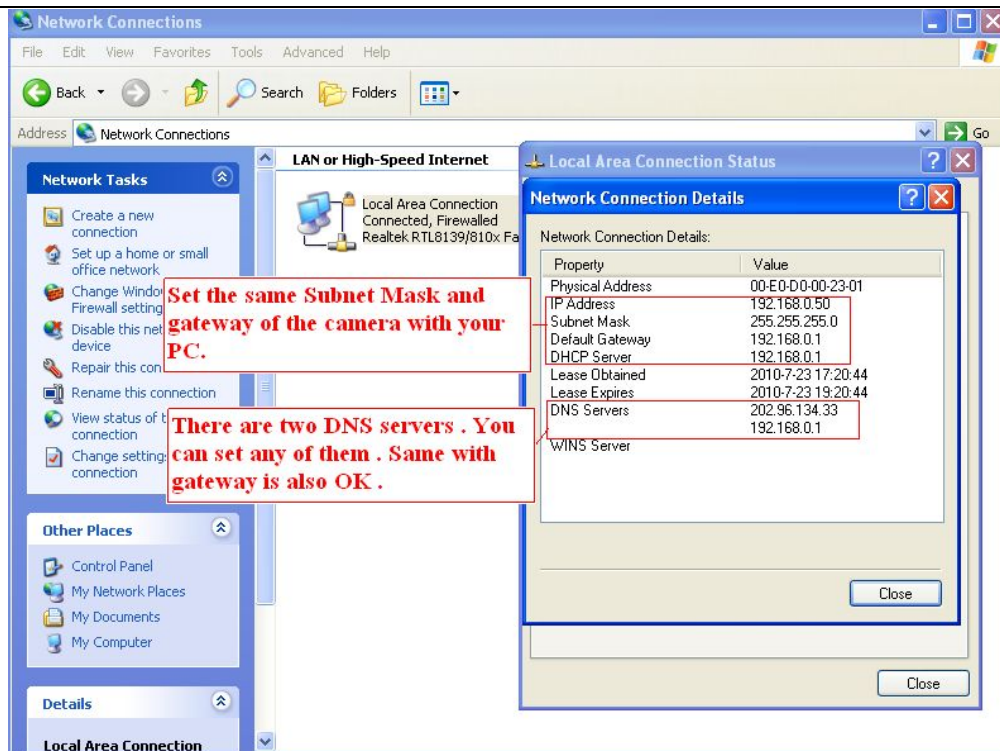 Network Connections
File Edit View Favorites Tools Advanced Help
Back Search Folders
Address Network Connections Go
Network Tasks
Create a new
connection
Set up a home or small
office network
Change Windo
Firewall setting
Disable this net
device
Repair this con
Rename this connection
View status of t
connection
Change setting
connection
Other Places
Control Panel
My Network Places
My Documents
My Computer
Details
Local Area Connection
LAN or High-Speed Internet
Local Area Connection
Connected, Firewalled
Realtek RTL8139/810x Fa
Set the same Subnet Mask and
gateway of the camera with your
PC.
There are two DNS servers . You
can set any of them . Same with
gateway is also OK .
Local Area Connection Status
Network Connection Details
Network Connection Details:
Property Value
Physical Address 00-E0-D0-00-23-01
IP Address 192.168.0.50
Subnet Mask 255.255.255.0
Default Gateway 192.168.0.1
DHCP Server 192.168.0.1
Lease Obtained 2010-7-23 17:20:44
Lease Expires 2010-7-23 19:20:44
DNS Servers 202.96.134.33
192.168.0.1
WINS Server
Close
Close